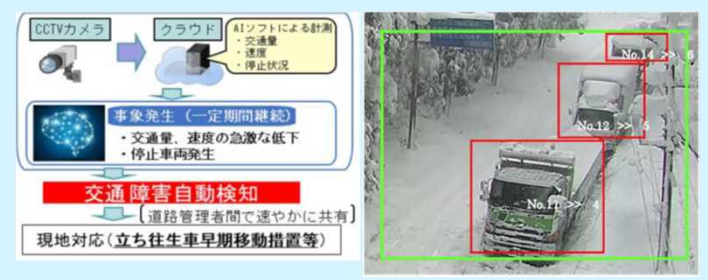 CCTVカメラ
クラウド
AIソフトによる計測
・交通量
・速度
・停止状況
事象発生（一定期間継続）
・交通量、速度の急激な低下
・停止車両発生
交通障害自動検知
［道路管理者間で速やかに共有］
現地対応（立ち往生車早期移動措置等）
No.14 >> 6
No.12 >> 5
No.11 >> 4